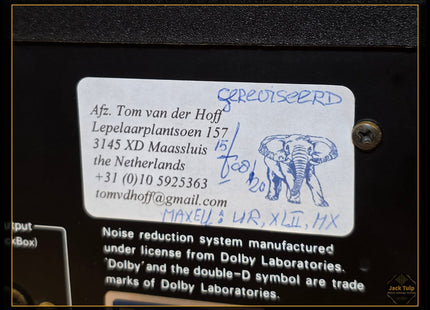 GEREVISEERD
Afz. Tom van der Hoff
Lepelaarplantsoen 157
3145 XD Maassluis
the Netherlands
+31 (0)10 5925363
tomvdhoff@gmail.com
15/
20
MAXELL: UR, XLII, MX
Noise reduction system manufactured
under license from Dolby Laboratories.
'Dolby' and the double-D symbol are trade
marks of Dolby Laboratories.
Jack Tulp